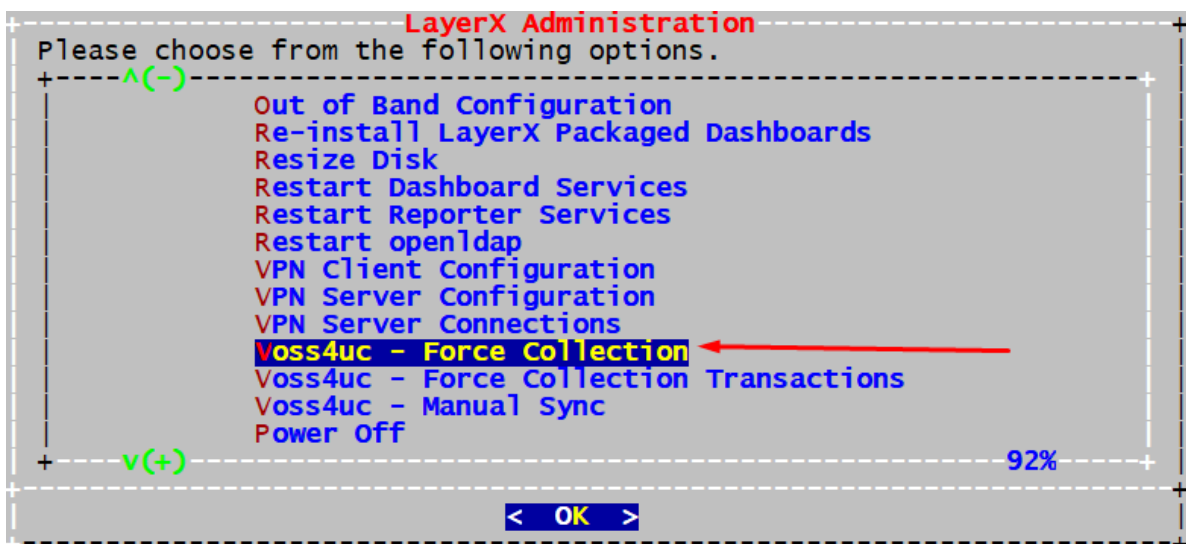 LayerX Administration
Please choose from the following options.
^(-)
Out of Band Configuration
Re-install LayerX Packaged Dashboards
Resize Disk
Restart Dashboard Services
Restart Reporter Services
Restart openldap
VPN Client Configuration
VPN Server Configuration
VPN Server Connections
Voss4uc - Force Collection
Voss4uc - Force Collection Transactions
Voss4uc - Manual Sync
Power Off
v(+) 92%
< OK >